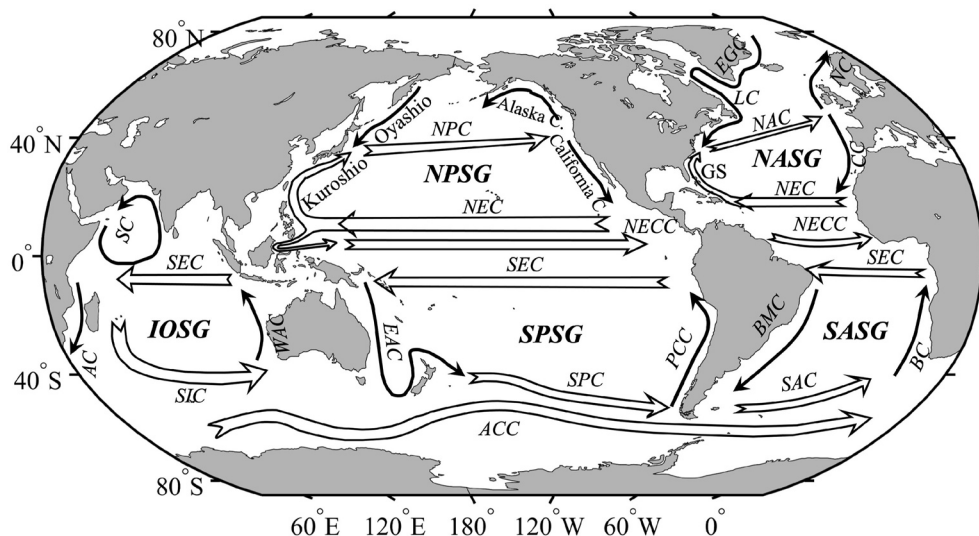 80°N
EGC
NC
LC
Oyashio
Alaska C.
NPC
NAC
40°N
California C.
CC
Kuroshio
NPSG
GS
NASG
NEC
NEC
SC
NECC
NECC
0°
SEC
SEC
SEC
IOSG
WAC
EAC
SPSG
BMC
SASG
AC
PCC
BC
40°S
SIC
SPC
SAC
ACC
80°S
60°E 120°E 180° 120°W 60°W 0°